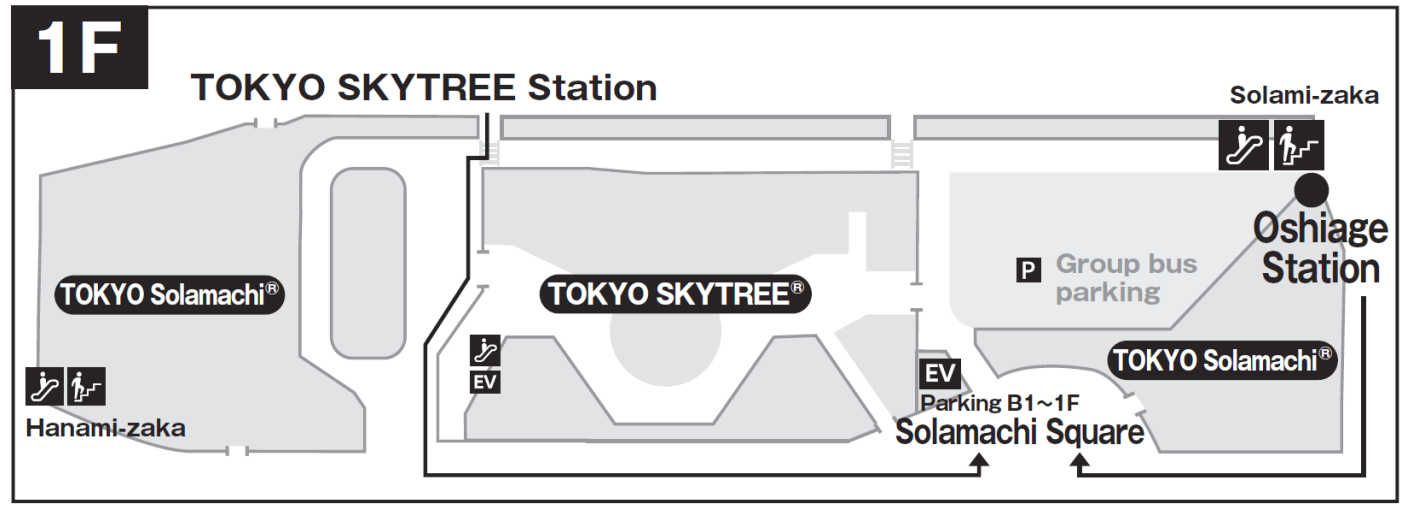 1F
TOKYO SKYTREE Station
Solami-zaka
Oshiage
Station
P Group bus
parking
TOKYO Solamachi®
TOKYO SKYTREE®
TOKYO Solamachi®
EV
EV
Parking B1~1F
Hanami-zaka
Solamachi Square